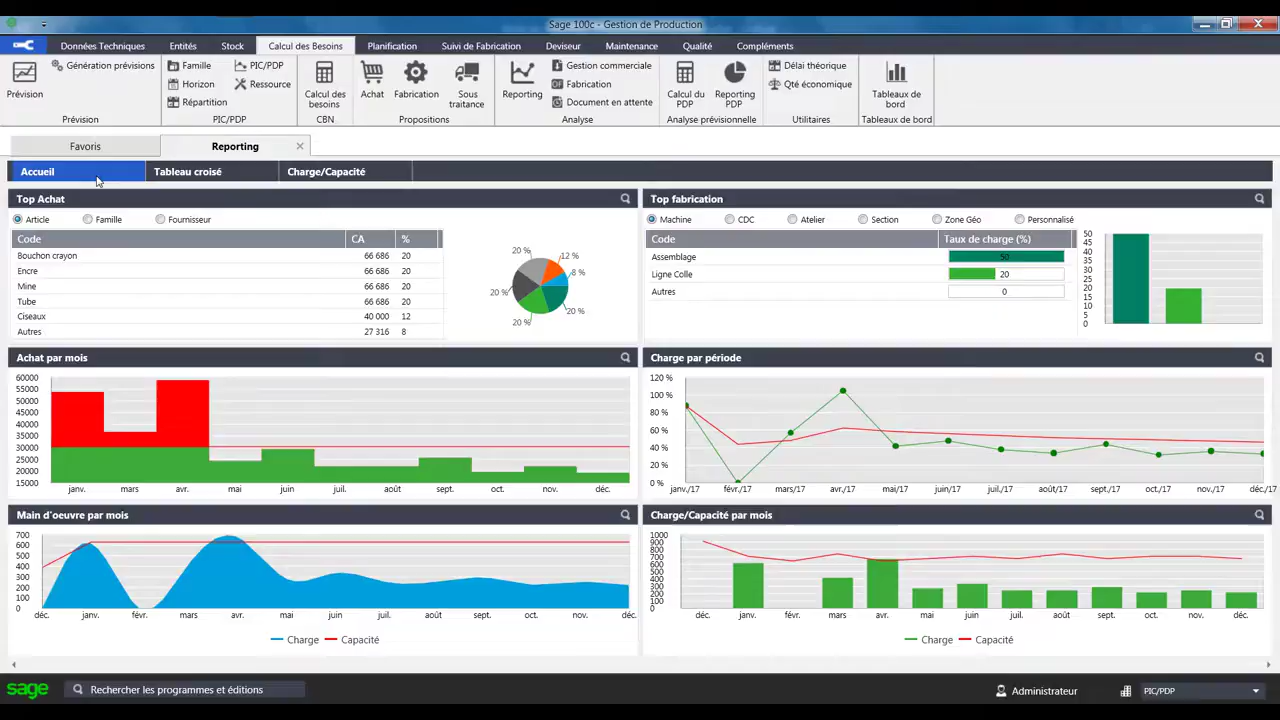 Sage 100c - Gestion de Production
Données Techniques Entités Stock Calcul des Besoins Planification Suivi de Fabrication Deviseur Maintenance Qualité Compléments
Prévision
Génération prévisions
Prévision
Famille PIC/PDP
Horizon Ressource
Répartition
PIC/PDP
Calcul des besoins
CBN
Achat Fabrication Sous traitance
Propositions
Reporting
Gestion commerciale
Fabrication
Document en attente
Analyse
Calcul du PDP Reporting PDP
Analyse prévisionnelle
Délai théorique
Qté économique
Utilitaires
Tableaux de bord
Tableaux de bord
Favoris Reporting
Accueil Tableau croisé Charge/Capacité
Top Achat
Article Famille Fournisseur
Code CA %
Bouchon crayon 66 686 20
Encre 66 686 20
Mine 66 686 20
Tube 66 686 20
Ciseaux 40 000 12
Autres 27 316 8
20 %
12 %
8 %
20 %
20 %
20 %
Top fabrication
Machine CDC Atelier Section Zone Géo Personnalisé
Code Taux de charge (%)
Assemblage 50
Ligne Colle 20
Autres 0
50
45
40
35
30
25
20
15
10
5
0
Achat par mois
60000
55000
50000
45000
40000
35000
30000
25000
20000
15000
janv. mars avr. mai juin juil. août sept. oct. nov. déc.
Charge par période
120 %
100 %
80 %
60 %
40 %
20 %
0 %
janv./17 févr./17 mars/17 avr./17 mai/17 juin/17 juil./17 août/17 sept./17 oct./17 nov./17 déc./17
Main d'oeuvre par mois
700
600
500
400
300
200
100
0
déc. janv. févr. mars avr. mai juin juil. août sept. oct. nov. déc.
Charge Capacité
Charge/Capacité par mois
1000
900
800
700
600
500
400
300
200
100
0
déc. janv. févr. mars avr. mai juin juil. août sept. oct. nov. déc.
Charge Capacité
sage Rechercher les programmes et éditions Administrateur PIC/PDP